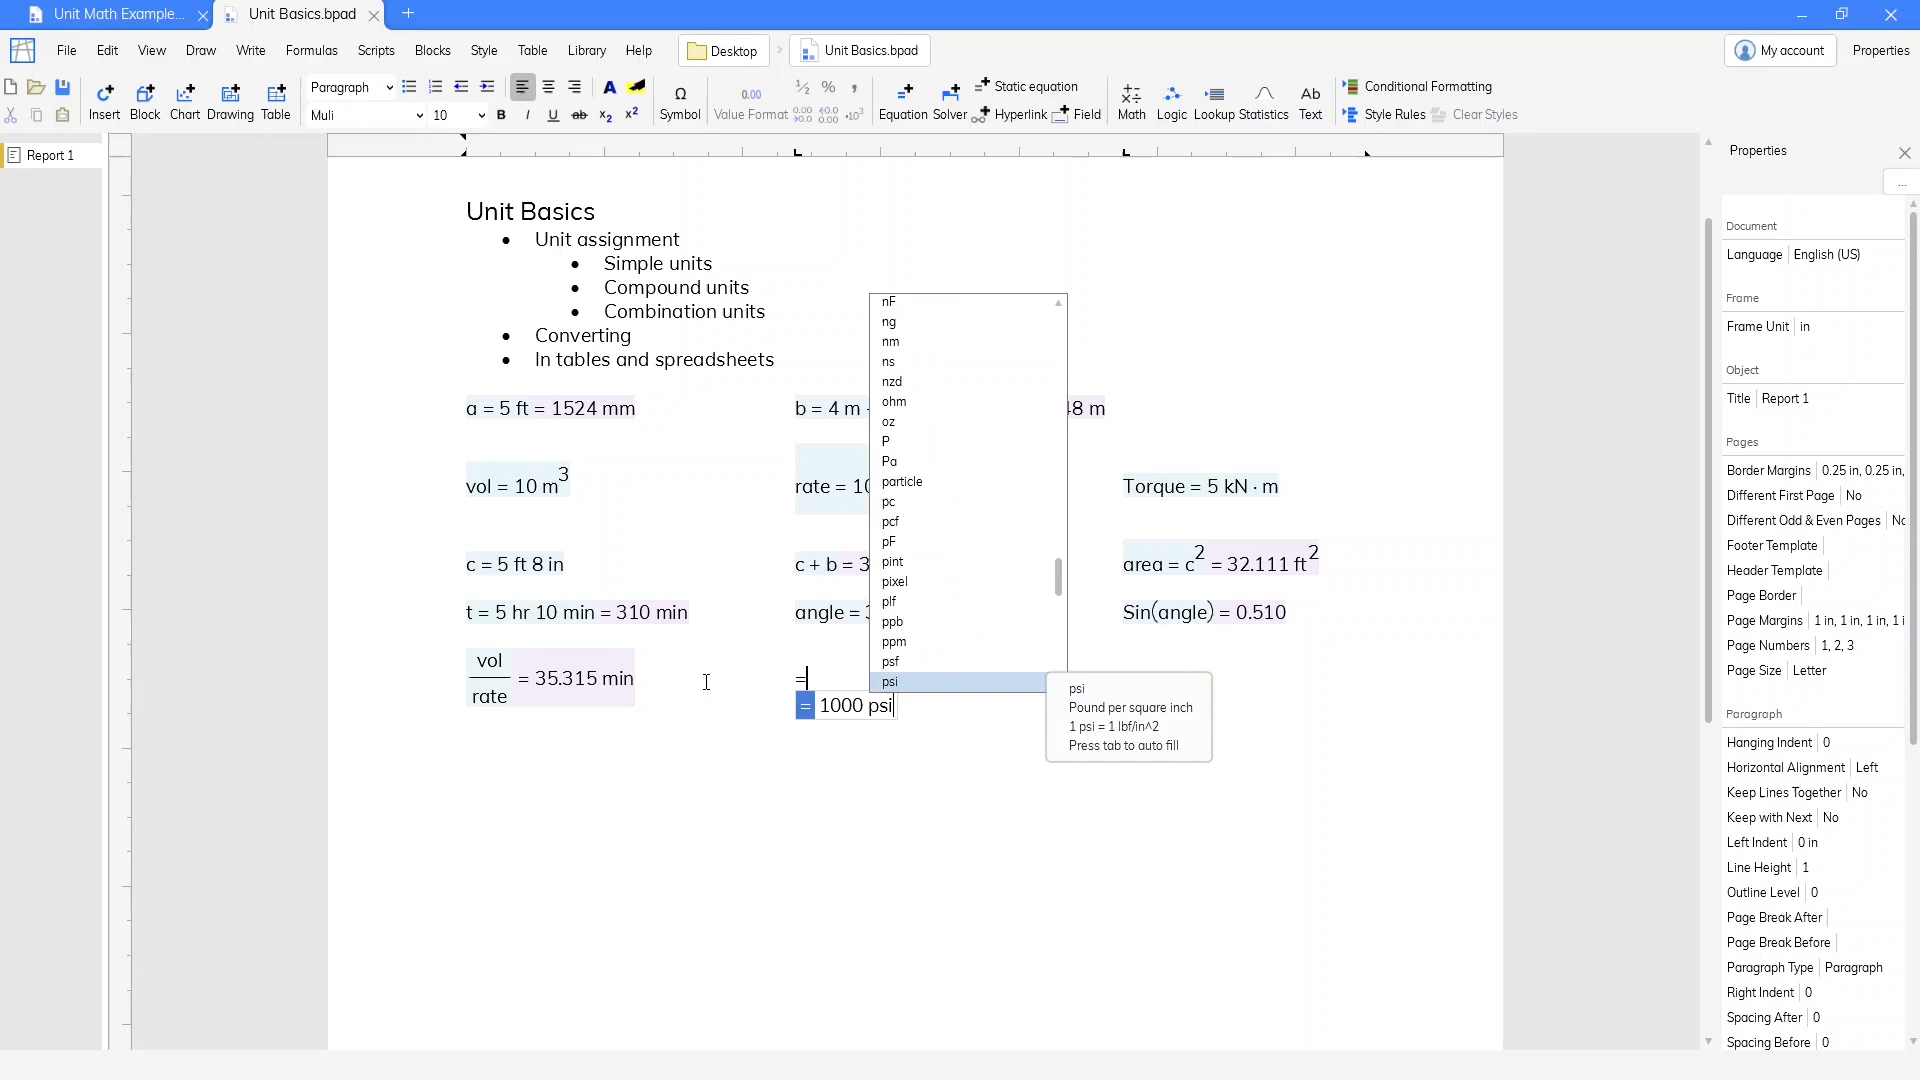 Unit Math Example...
Unit Basics.bpad
File Edit View Draw Write Formulas Scripts Blocks Style Table Library Help Desktop Unit Basics.bpad My account Properties
Paragraph
Muli 10 B I U ab x₂ x²
Insert Block Chart Drawing Table
Ω Symbol
0.00 Value Format
½ % ,
Equation Solver
Static equation
Hyperlink Field
Math Logic Lookup Statistics Ab Text
Conditional Formatting
Style Rules Clear Styles
Report 1
Unit Basics
• Unit assignment
• Simple units
• Compound units
• Combination units
• Converting
• In tables and spreadsheets
a = 5 ft = 1524 mm
b = 4 m
48 m
vol = 10 m³
rate = 10
Torque = 5 kN · m
c = 5 ft 8 in
c + b = 3
area = c² = 32.111 ft²
t = 5 hr 10 min = 310 min
angle = 3
Sin(angle) = 0.510
vol
rate
= 35.315 min
=
= 1000 psi
nF
ng
nm
ns
nzd
ohm
oz
P
Pa
particle
pc
pcf
pF
pint
pixel
plf
ppb
ppm
psf
psi
psi
Pound per square inch
1 psi = 1 lbf/in^2
Press tab to auto fill
Properties
...
Document
Language English (US)
Frame
Frame Unit in
Object
Title Report 1
Pages
Border Margins 0.25 in, 0.25 in,
Different First Page No
Different Odd & Even Pages No
Footer Template
Header Template
Page Border
Page Margins 1 in, 1 in, 1 in, 1 i
Page Numbers 1, 2, 3
Page Size Letter
Paragraph
Hanging Indent 0
Horizontal Alignment Left
Keep Lines Together No
Keep with Next No
Left Indent 0 in
Line Height 1
Outline Level 0
Page Break After
Page Break Before
Paragraph Type Paragraph
Right Indent 0
Spacing After 0
Spacing Before 0